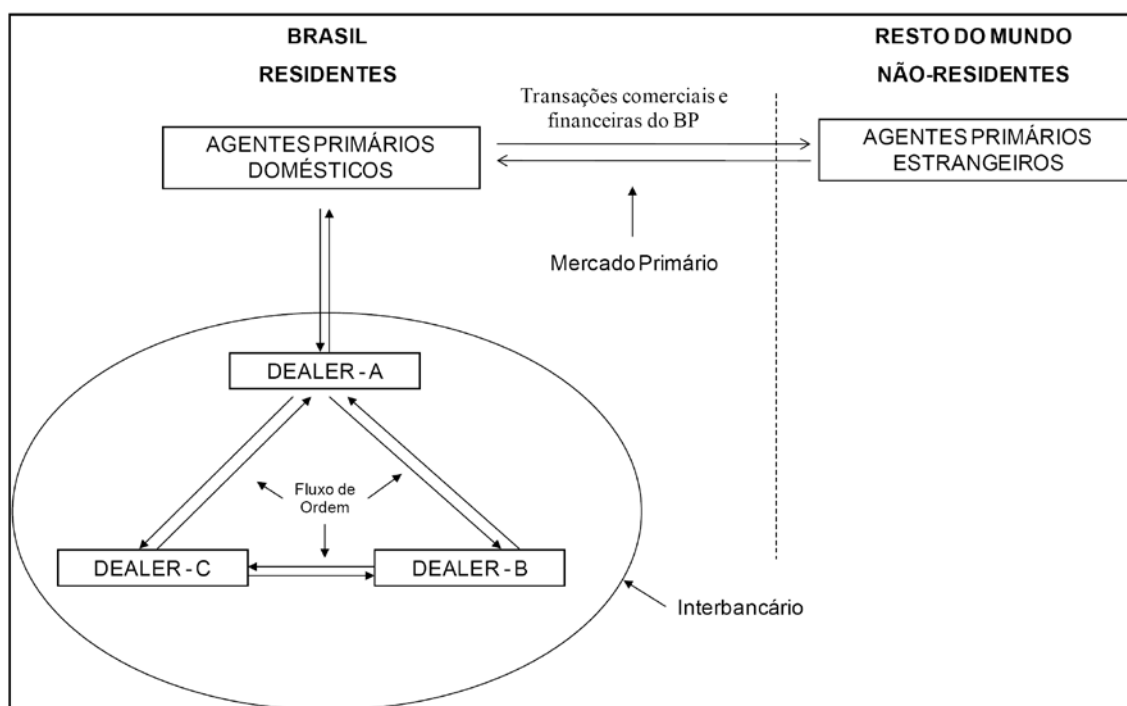 BRASIL
RESIDENTES
RESTO DO MUNDO
NÃO-RESIDENTES
Transações comerciais e
financeiras do BP
AGENTES PRIMÁRIOS
DOMÉSTICOS
AGENTES PRIMÁRIOS
ESTRANGEIROS
Mercado Primário
DEALER - A
Fluxo de
Ordem
DEALER - C
DEALER - B
Interbancário